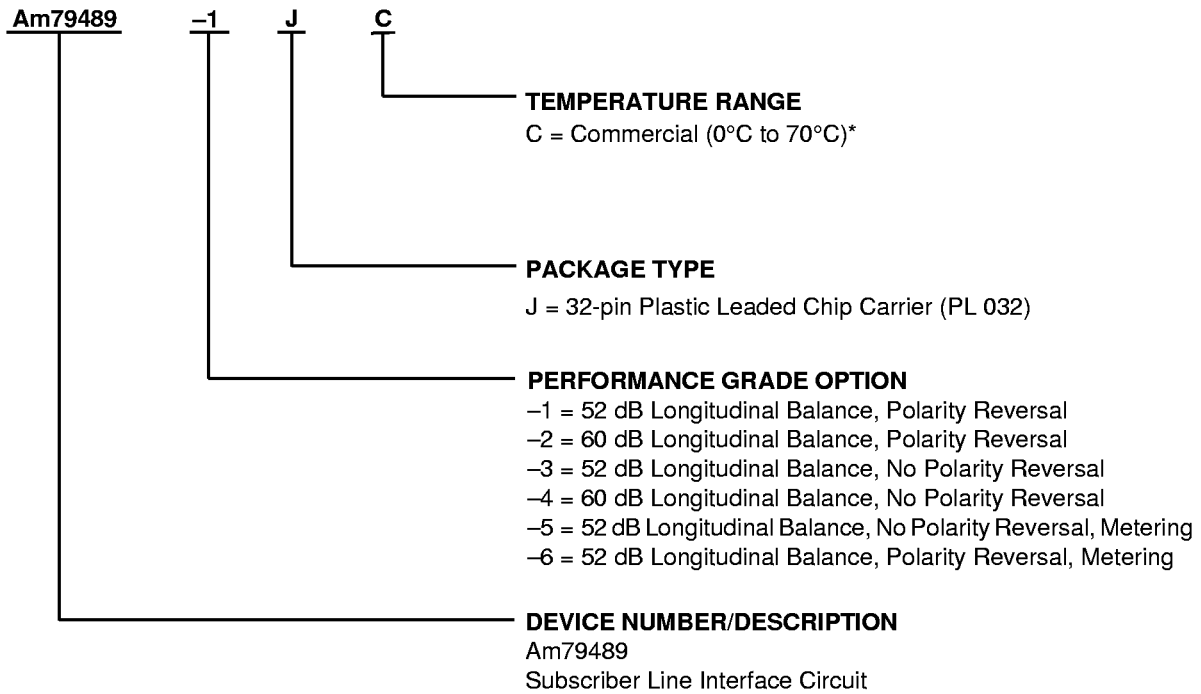 Am79489 –1 J C
TEMPERATURE RANGE
C = Commercial (0°C to 70°C)*
PACKAGE TYPE
J = 32-pin Plastic Leaded Chip Carrier (PL 032)
PERFORMANCE GRADE OPTION
–1 = 52 dB Longitudinal Balance, Polarity Reversal
–2 = 60 dB Longitudinal Balance, Polarity Reversal
–3 = 52 dB Longitudinal Balance, No Polarity Reversal
–4 = 60 dB Longitudinal Balance, No Polarity Reversal
–5 = 52 dB Longitudinal Balance, No Polarity Reversal, Metering
–6 = 52 dB Longitudinal Balance, Polarity Reversal, Metering
DEVICE NUMBER/DESCRIPTION
Am79489
Subscriber Line Interface Circuit